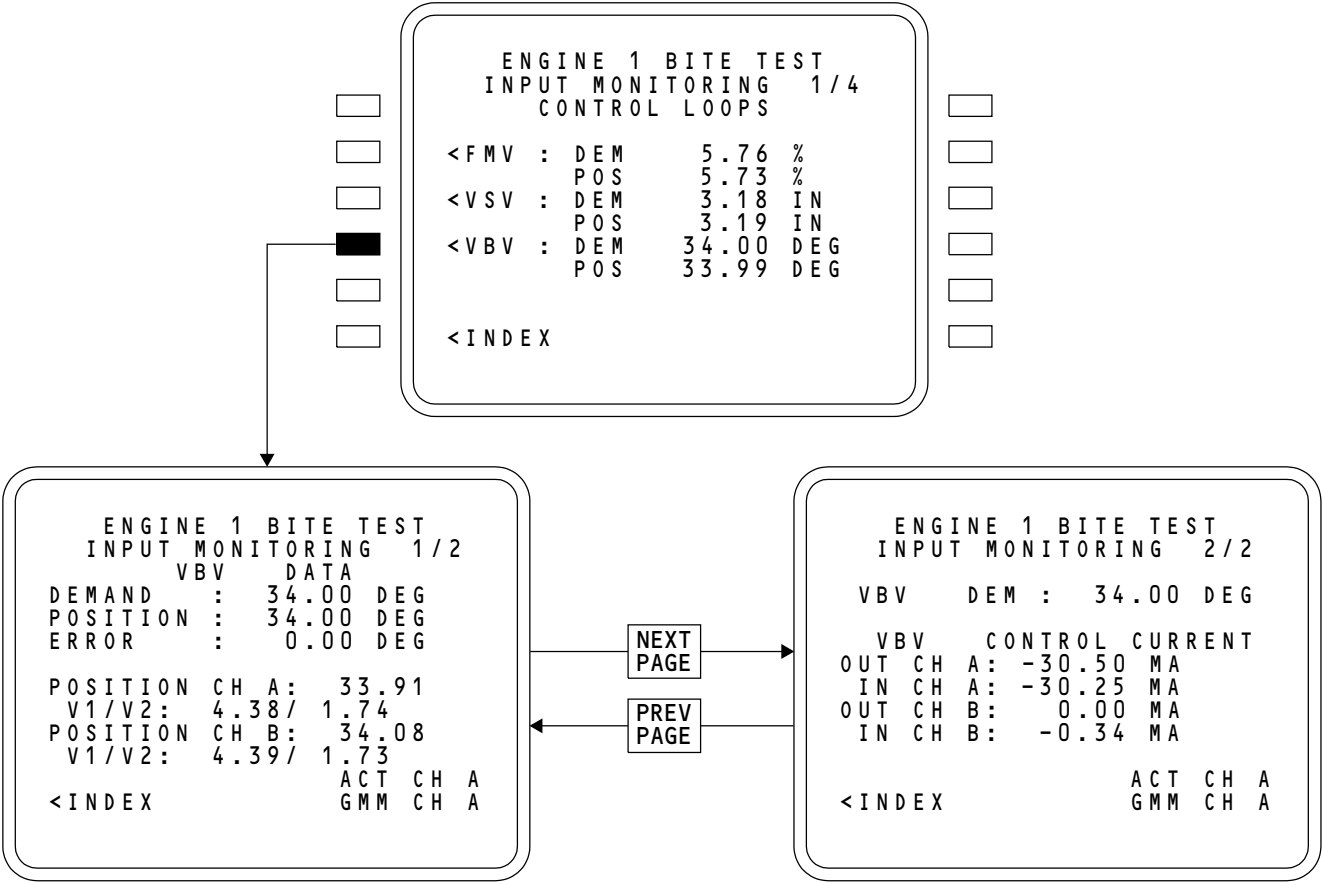 ENGINE 1 BITE TEST
INPUT MONITORING 1/4
CONTROL LOOPS
<FMV : DEM 5.76 %
POS 5.73 %
<VSV : DEM 3.18 IN
POS 3.19 IN
<VBV : DEM 34.00 DEG
POS 33.99 DEG
<INDEX
ENGINE 1 BITE TEST
INPUT MONITORING 1/2
VBV DATA
DEMAND : 34.00 DEG
POSITION : 34.00 DEG
ERROR : 0.00 DEG
POSITION CH A: 33.91
V1/V2: 4.38/ 1.74
POSITION CH B: 34.08
V1/V2: 4.39/ 1.73
ACT CH A
<INDEX GMM CH A
NEXT
PAGE
PREV
PAGE
ENGINE 1 BITE TEST
INPUT MONITORING 2/2
VBV DEM : 34.00 DEG
VBV CONTROL CURRENT
OUT CH A: -30.50 MA
IN CH A: -30.25 MA
OUT CH B: 0.00 MA
IN CH B: -0.34 MA
ACT CH A
<INDEX GMM CH A